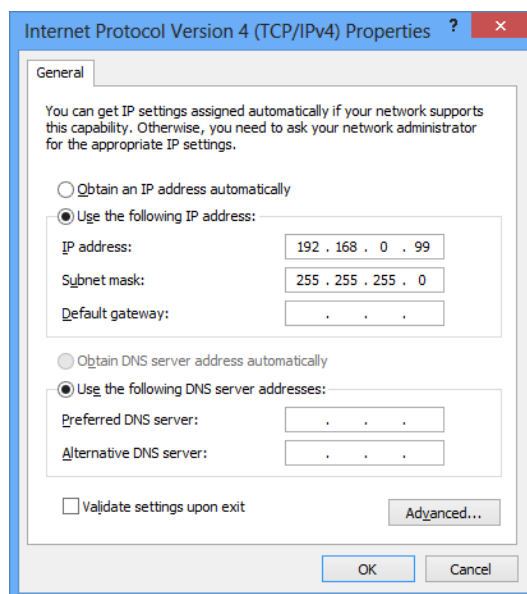 Internet Protocol Version 4 (TCP/IPv4) Properties ? ×
General
You can get IP settings assigned automatically if your network supports
this capability. Otherwise, you need to ask your network administrator
for the appropriate IP settings.
Obtain an IP address automatically
Use the following IP address:
IP address: 192 . 168 . 0 . 99
Subnet mask: 255 . 255 . 255 . 0
Default gateway: . . .
Obtain DNS server address automatically
Use the following DNS server addresses:
Preferred DNS server: . . .
Alternative DNS server: . . .
Validate settings upon exit
Advanced...
OK Cancel